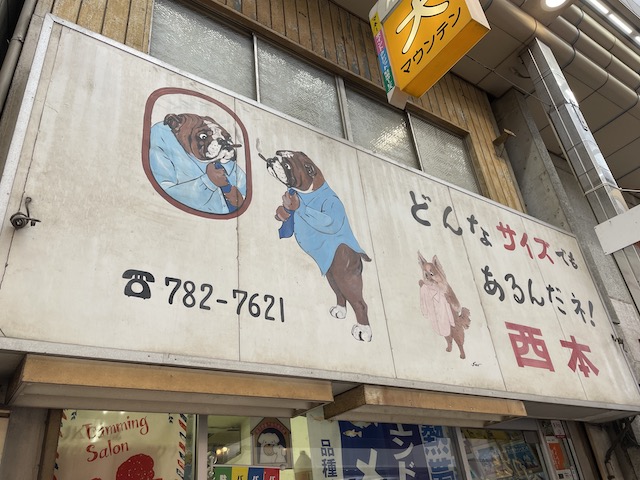 犬
マウンテン
どんなサイズでも
あるんだネ!
西本
☎782-7621
Trimming
Salon
品種